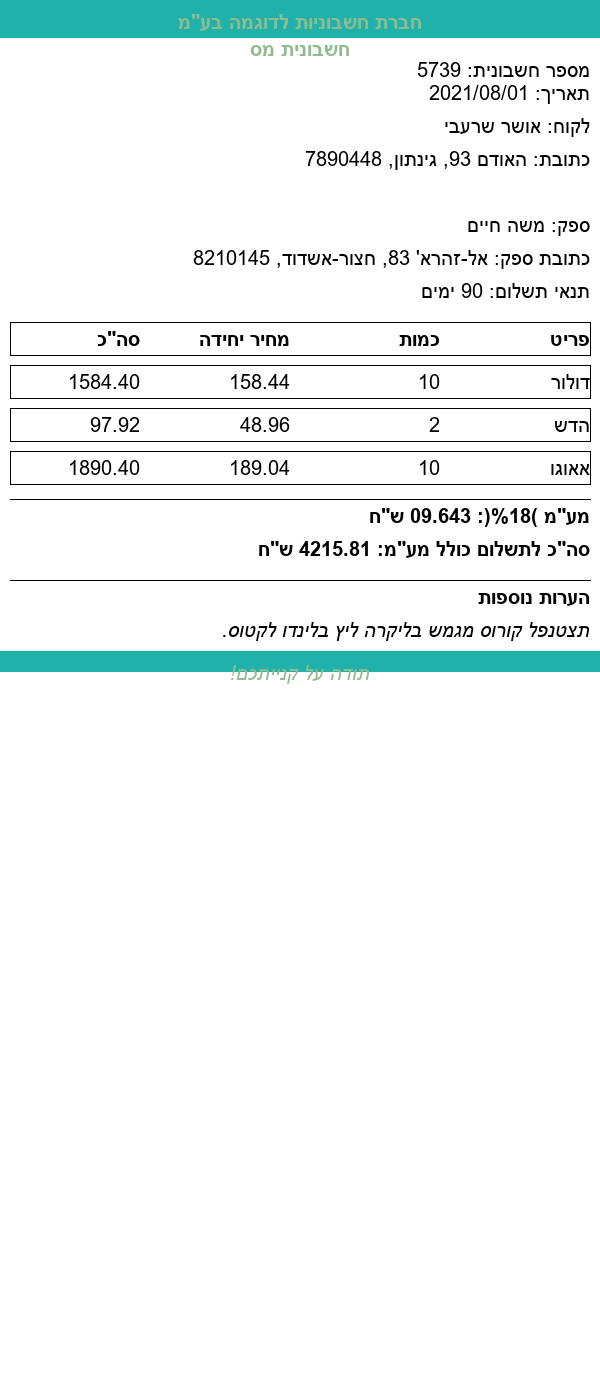 חברת חשבוניות לדוגמה בע"מ
חשבונית מס
מספר חשבונית: 5739
תאריך: 2021/08/01
לקוח: אושר שרעבי
כתובת: האודם 93, גינתון, 7890448
ספק: משה חיים
כתובת ספק: אל-זהרא' 83, חצור-אשדוד, 8210145
תנאי תשלום: 90 ימים
פריט כמות מחיר יחידה סה"כ
דולור 10 158.44 1584.40
הדש 2 48.96 97.92
אאוגו 10 189.04 1890.40
מע"מ )18%(: 09.643 ש"ח
סה"כ לתשלום כולל מע"מ: 4215.81 ש"ח
הערות נוספות
תצטנפל קורוס מגמש בליקרה ליץ בלינדו לקטוס.
תודה על קנייתכם!